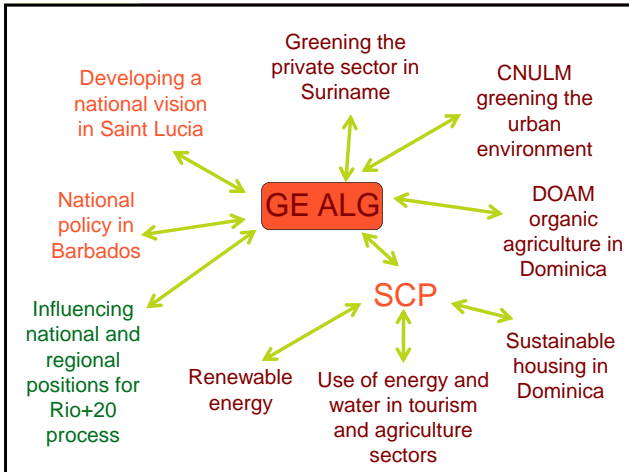 Greening the
private sector in
Suriname
Developing a
national vision
in Saint Lucia
CNULM
greening the
urban
environment
National
policy in
Barbados
GE ALG
DOAM
organic
agriculture in
Dominica
SCP
Influencing
national and
regional
positions for
Rio+20
process
Renewable
energy
Use of energy and
water in tourism
and agriculture
sectors
Sustainable
housing in
Dominica